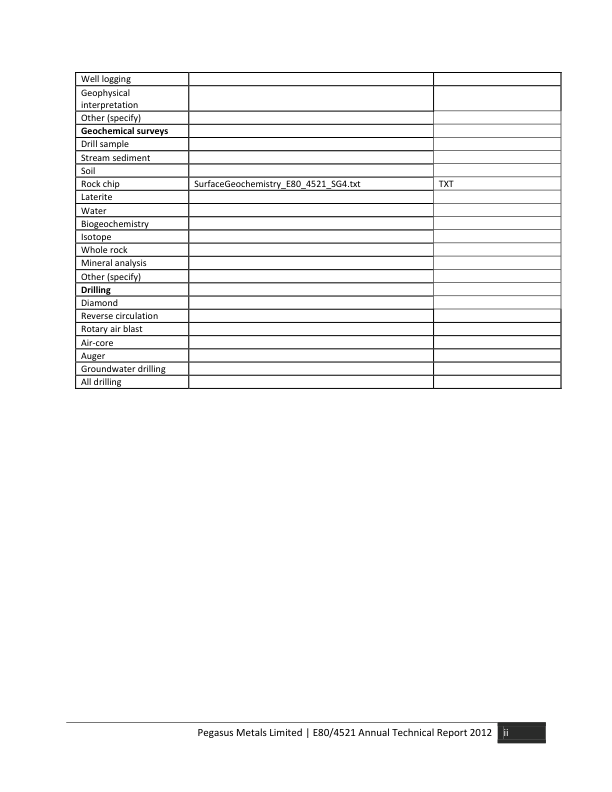 Well logging
Geophysical
interpretation
Other (specify)
Geochemical surveys
Drill sample
Stream sediment
Soil
Rock chip SurfaceGeochemistry_E80_4521_SG4.txt TXT
Laterite
Water
Biogeochemistry
Isotope
Whole rock
Mineral analysis
Other (specify)
Drilling
Diamond
Reverse circulation
Rotary air blast
Air-core
Auger
Groundwater drilling
All drilling
Pegasus Metals Limited | E80/4521 Annual Technical Report 2012 ii